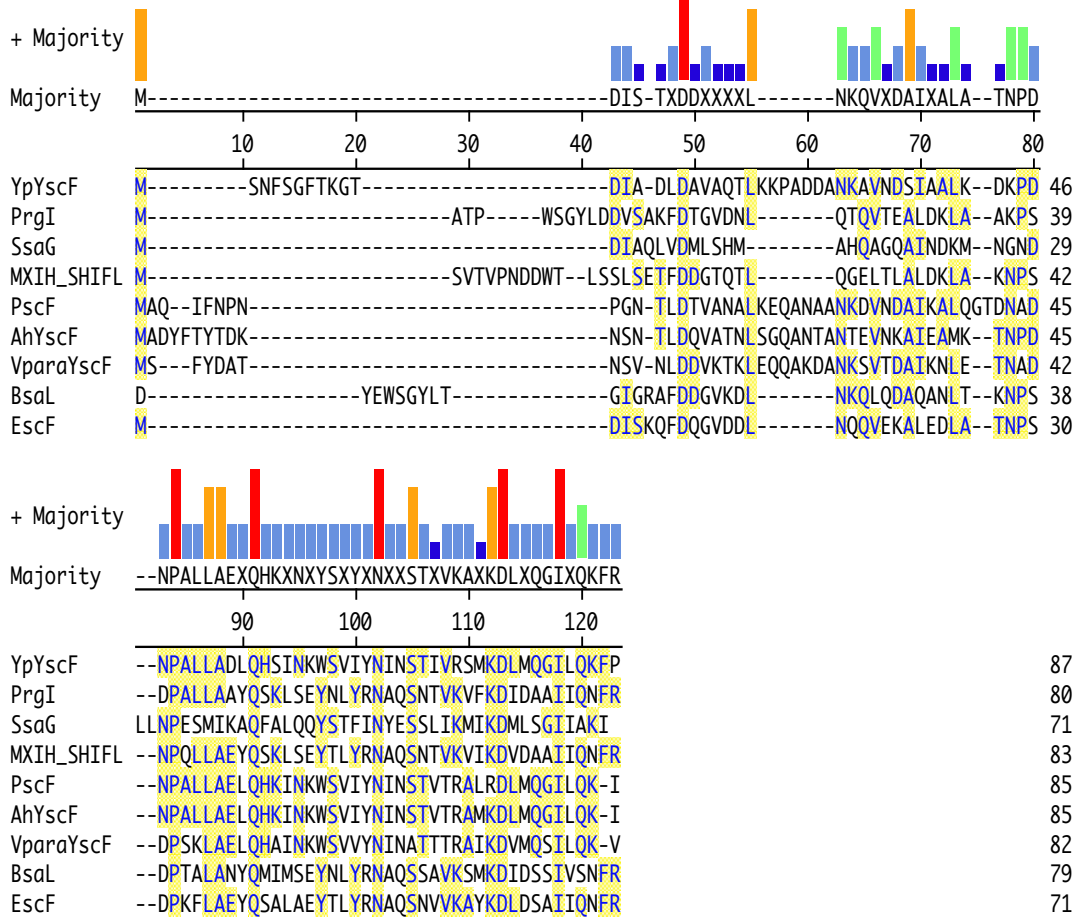 + Majority
Majority M-----------------------------------------DIS-TXDDXXXXL-------NKQVXDAIXALA--TNPD
10 20 30 40 50 60 70 80
YpYscF M---------SNFSGFTKGT----------------------DIA-DLDAVAQTLKKPADDANKAVNDSIAALK--DKPD 46
PrgI M---------------------------ATP-----WSGYLDDVSAKFDTGVDNL-------QTQVTEALDKLA--AKPS 39
SsaG M-----------------------------------------DIAQLVDMLSHM--------AHQAGQAINDKM--NGND 29
MXIH_SHIFL M---------------------------SVTVPNDDWT--LSSLSETFDDGTQTL-------QGELTLALDKLA--KNPS 42
PscF MAQ--IFNPN--------------------------------PGN-TLDTVANALKEQANAANKDVNDAIKALQGTDNAD 45
AhYscF MADYFTYTDK--------------------------------NSN-TLDQVATNLSGQANTANTEVNKAIEAMK--TNPD 45
VparaYscF MS---FYDAT--------------------------------NSV-NLDDVKTKLEQQAKDANKSVTDAIKNLE--TNAD 42
BsaL D-------------------YEWSGYLT--------------GIGRAFDDGVKDL-------NKQLQDAQANLT--KNPS 38
EscF M-----------------------------------------DISKQFDQGVDDL-------NQQVEKALEDLA--TNPS 30
+ Majority
Majority --NPALLAEXQHKXNXYSXYXNXXSTXVKAXKDLXQGIXQKFR
90 100 110 120
YpYscF --NPALLADLQHSINKWSVIYNINSTIVRSMKDLMQGILQKFP 87
PrgI --DPALLAAYQSKLSEYNLYRNAQSNTVKVFKDIDAAIIQNFR 80
SsaG LLNPESMIKAQFALQQYSTFINYESSLIKMIKDMLSGIIAKI 71
MXIH_SHIFL --NPQLLAEYQSKLSEYTLYRNAQSNTVKVIKDVDAAIIQNFR 83
PscF --NPALLAELQHKINKWSVIYNINSTVTRALRDLMQGILQK-I 85
AhYscF --NPALLAELQHKINKWSVIYNINSTVTRAMKDLMQGILQK-I 85
VparaYscF --DPSKLAELQHAINKWSVVYNINATTTRAIKDVMQSILQK-V 82
BsaL --DPTALANYQMIMSEYNLYRNAQSSAVKSMKDIDSSIVSNFR 79
EscF --DPKFLAEYQSALAEYTLYRNAQSNVVKAYKDLDSAIIQNFR 71